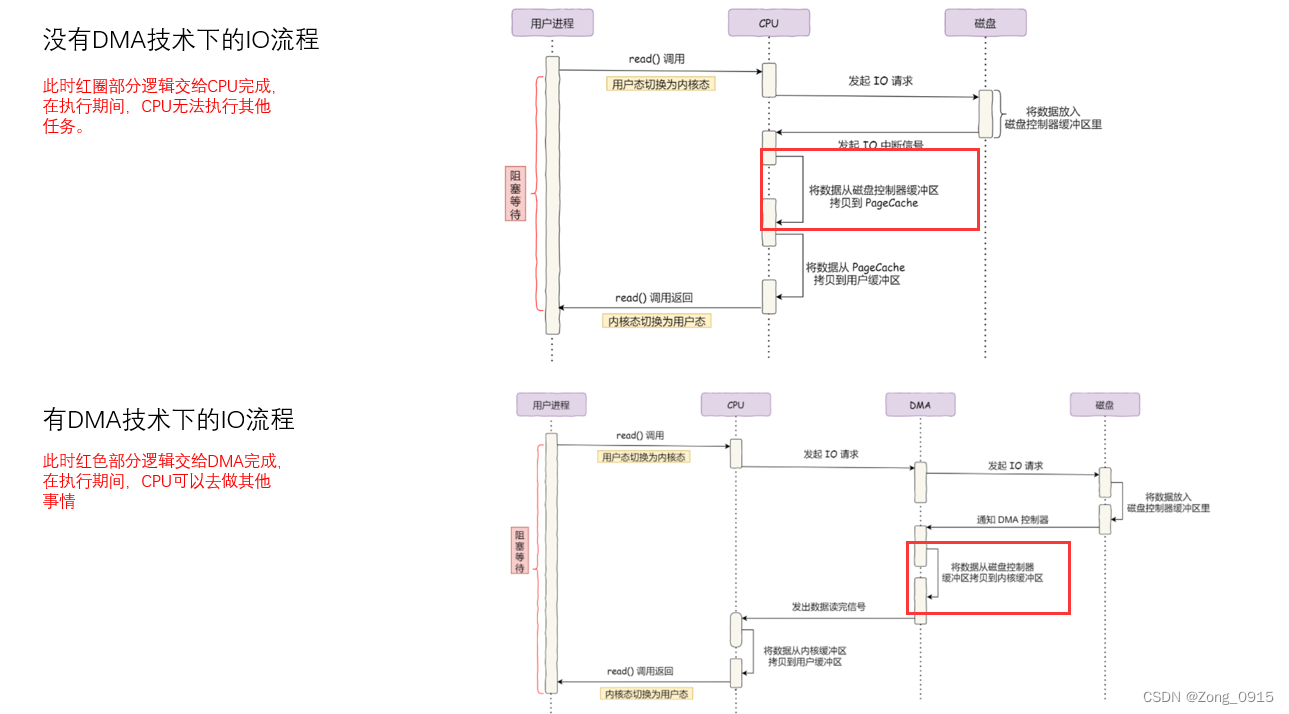 没有DMA技术下的IO流程
此时红圈部分逻辑交给CPU完成,
在执行期间，CPU无法执行其他
任务。
用户进程
CPU
磁盘
read() 调用
用户态切换为内核态
发起 IO 请求
将数据放入
磁盘控制器缓冲区里
发起 IO 中断信号
阻
塞
等
待
将数据从磁盘控制器缓冲区
拷贝到 PageCache
将数据从 PageCache
拷贝到用户缓冲区
read() 调用返回
内核态切换为用户态
有DMA技术下的IO流程
此时红色部分逻辑交给DMA完成,
在执行期间，CPU可以去做其他
事情
用户进程
CPU
DMA
磁盘
read() 调用
用户态切换为内核态
发起 IO 请求
发起 IO 请求
将数据放入
磁盘控制器缓冲区里
通知 DMA 控制器
阻
塞
等
待
将数据从磁盘控制器
缓冲区拷贝到内核缓冲区
发出数据读完信号
将数据从内核缓冲区
拷贝到用户缓冲区
read() 调用返回
内核态切换为用户态
CSDN @Zong_0915